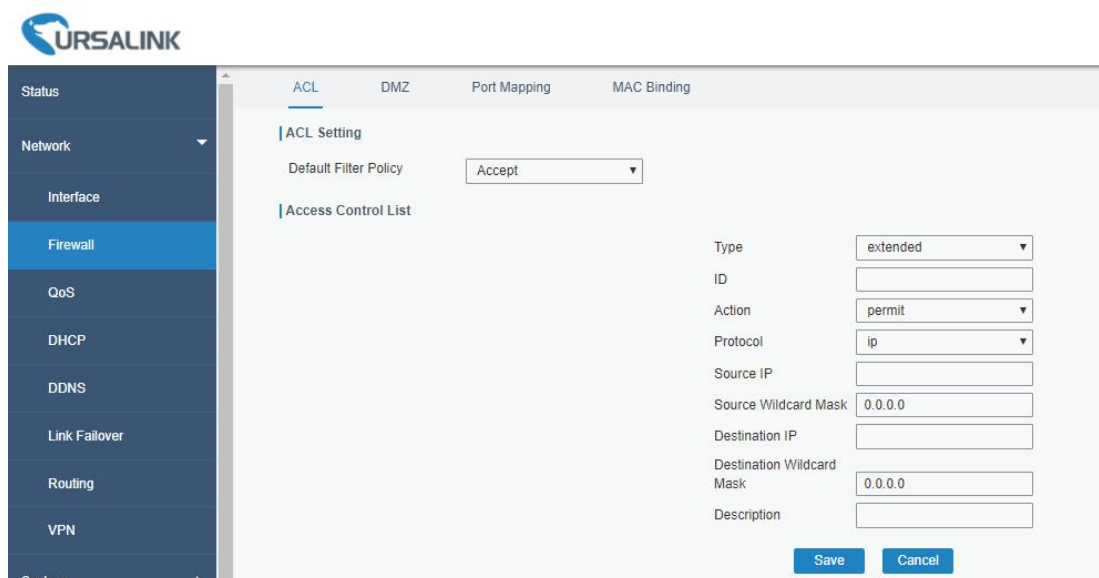 URSALINK
Status
Network
Interface
Firewall
QoS
DHCP
DDNS
Link Failover
Routing
VPN
ACL DMZ Port Mapping MAC Binding
ACL Setting
Default Filter Policy Accept
Access Control List
Type extended
ID
Action permit
Protocol ip
Source IP
Source Wildcard Mask 0.0.0.0
Destination IP
Destination Wildcard
Mask 0.0.0.0
Description
Save Cancel